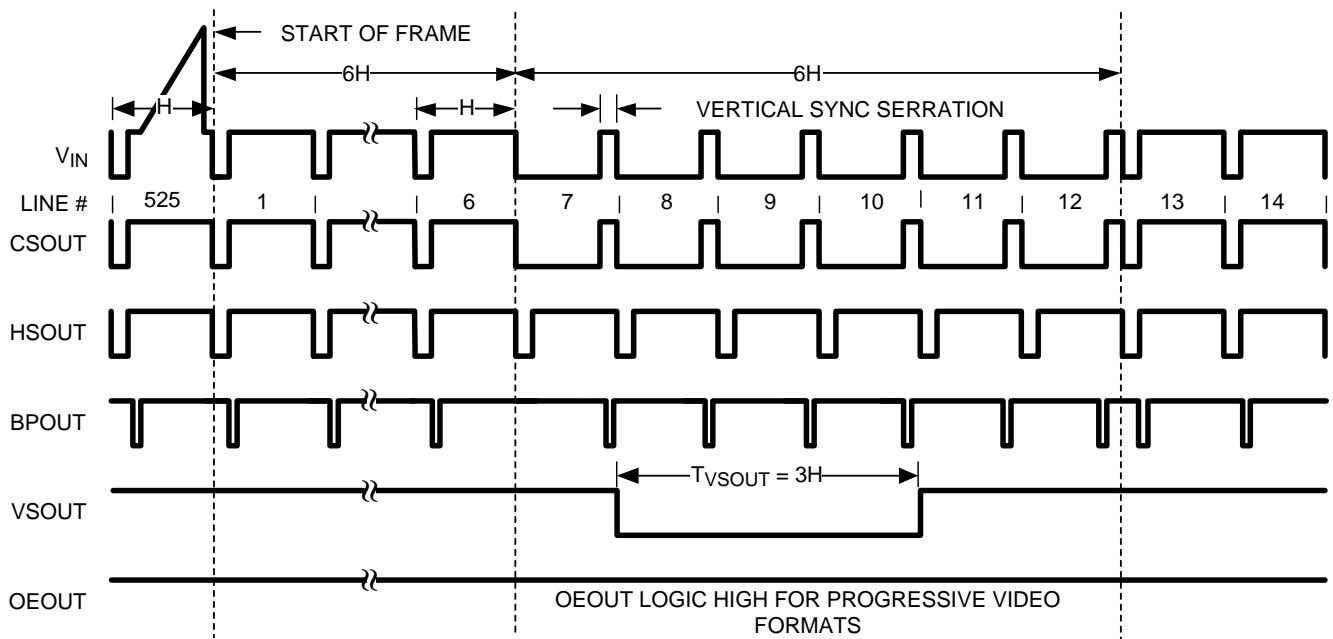 START OF FRAME
6H
6H
H
H
VERTICAL SYNC SERRATION
VIN
LINE # 525 1 6 7 8 9 10 11 12 13 14
CSOUT
HSOUT
BPOUT
TVSOUT = 3H
VSOUT
OEOUT
OEOUT LOGIC HIGH FOR PROGRESSIVE VIDEO
FORMATS